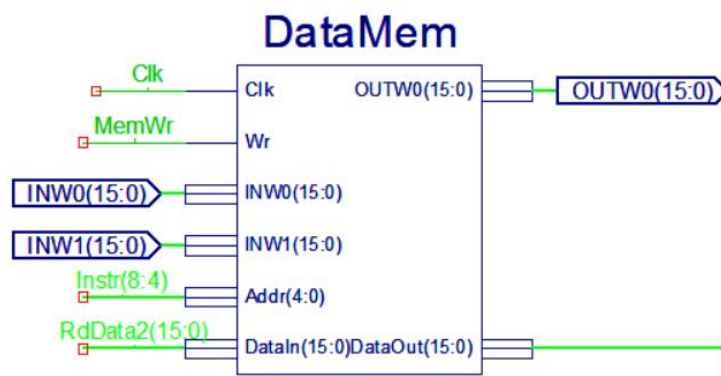 DataMem
Clk
Clk
OUTW0(15:0)
OUTW0(15:0)
MemWr
Wr
INW0(15:0)
INW0(15:0)
INW1(15:0)
INW1(15:0)
Instr(8:4)
Addr(4:0)
RdData2(15:0)
DataIn(15:0)
DataOut(15:0)